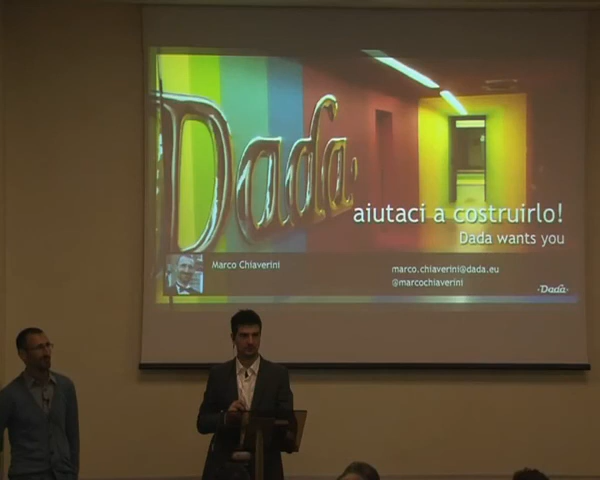 Dada.
aiutaci a costruirlo!
Dada wants you
Marco Chiaverini
marco.chiaverini@dada.eu
@marcochiaverini
·Dada·